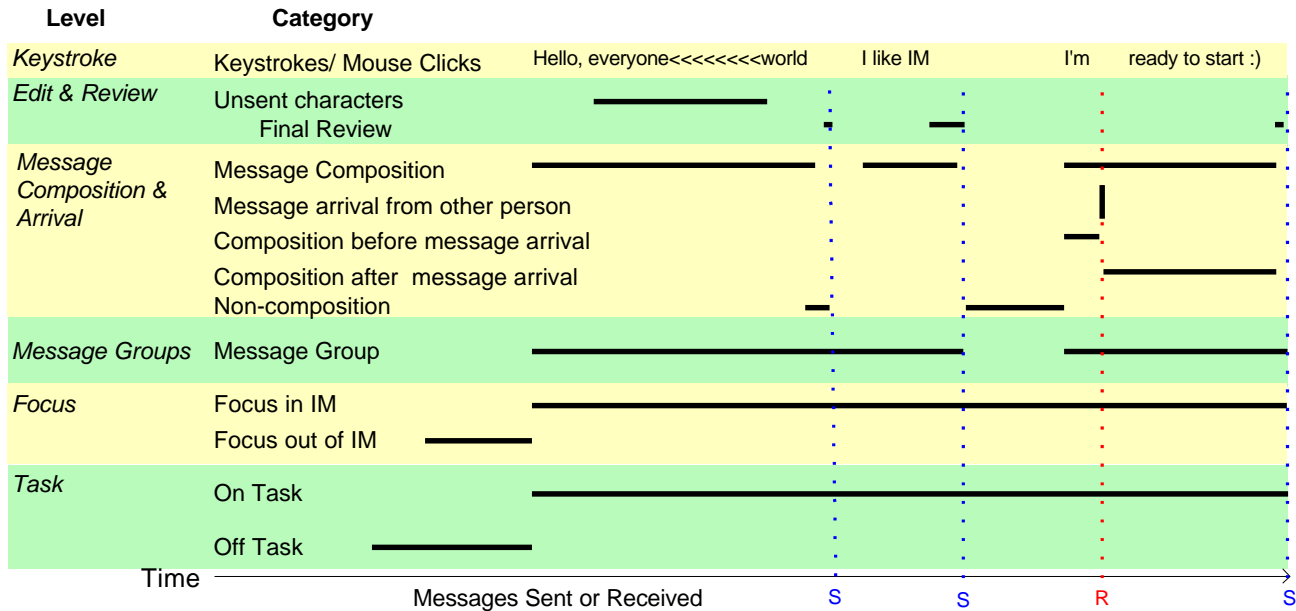 Level Category
Keystroke Keystrokes/ Mouse Clicks Hello, everyone<<<<<<<<world I like IM I'm ready to start :)
Edit & Review Unsent characters
Final Review
Message
Composition &
Arrival
Message Composition
Message arrival from other person
Composition before message arrival
Composition after message arrival
Non-composition
Message Groups Message Group
Focus Focus in IM
Focus out of IM
Task On Task
Off Task
Time
Messages Sent or Received S S R S